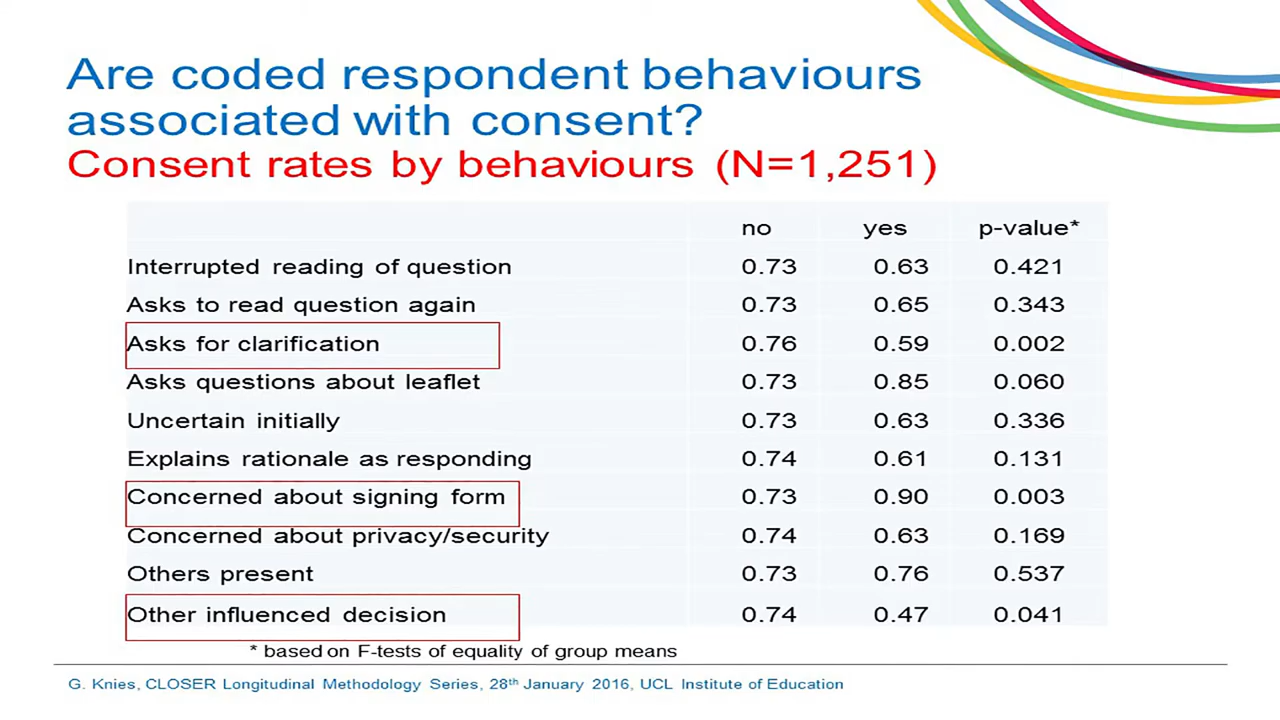 Are coded respondent behaviours
associated with consent?
Consent rates by behaviours (N=1,251)
no yes p-value*
Interrupted reading of question 0.73 0.63 0.421
Asks to read question again 0.73 0.65 0.343
Asks for clarification 0.76 0.59 0.002
Asks questions about leaflet 0.73 0.85 0.060
Uncertain initially 0.73 0.63 0.336
Explains rationale as responding 0.74 0.61 0.131
Concerned about signing form 0.73 0.90 0.003
Concerned about privacy/security 0.74 0.63 0.169
Others present 0.73 0.76 0.537
Other influenced decision 0.74 0.47 0.041
* based on F-tests of equality of group means
G. Knies, CLOSER Longitudinal Methodology Series, 28th January 2016, UCL Institute of Education